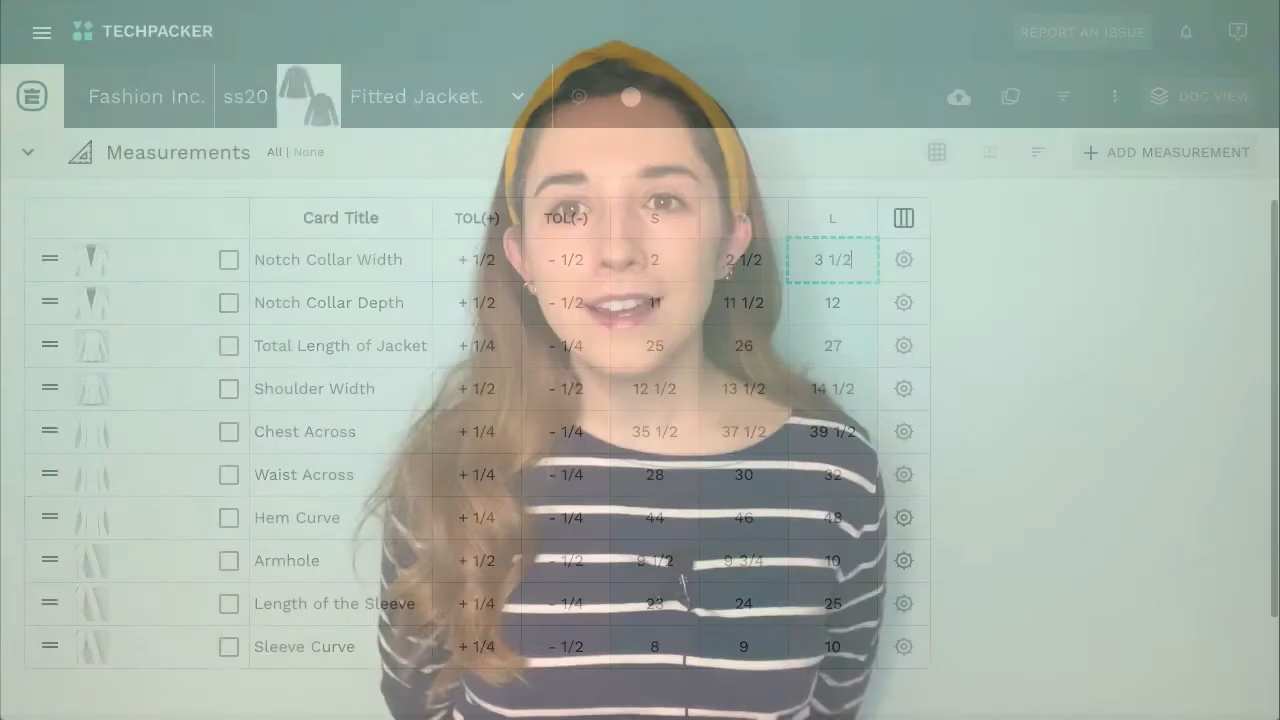 TECHPACKER
REPORT AN ISSUE
Fashion Inc. ss20 Fitted Jacket. DOC VIEW
Measurements All | None ADD MEASUREMENT
Card Title TOL(+) TOL(-) S L
Notch Collar Width + 1/2 - 1/2 2 2 1/2 3 1/2
Notch Collar Depth + 1/2 - 1/2 11 11 1/2 12
Total Length of Jacket + 1/4 - 1/4 25 26 27
Shoulder Width + 1/2 - 1/2 12 1/2 13 1/2 14 1/2
Chest Across + 1/4 - 1/4 35 1/2 37 1/2 39 1/2
Waist Across + 1/4 - 1/4 28 30 32
Hem Curve + 1/4 - 1/4 44 46 48
Armhole + 1/2 - 1/2 9 1/2 9 3/4 10
Length of the Sleeve + 1/4 - 1/4 23 24 25
Sleeve Curve + 1/4 - 1/2 8 9 10